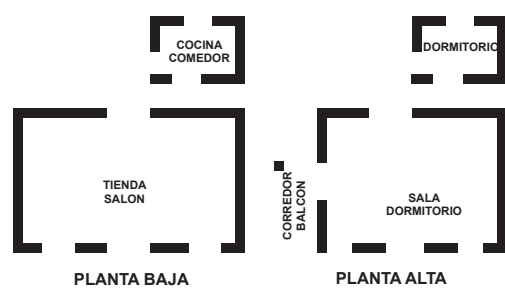 COCINA
COMEDOR
TIENDA
SALON
PLANTA BAJA
DORMITORIO
CORREDOR
BALCON
SALA
DORMITORIO
PLANTA ALTA